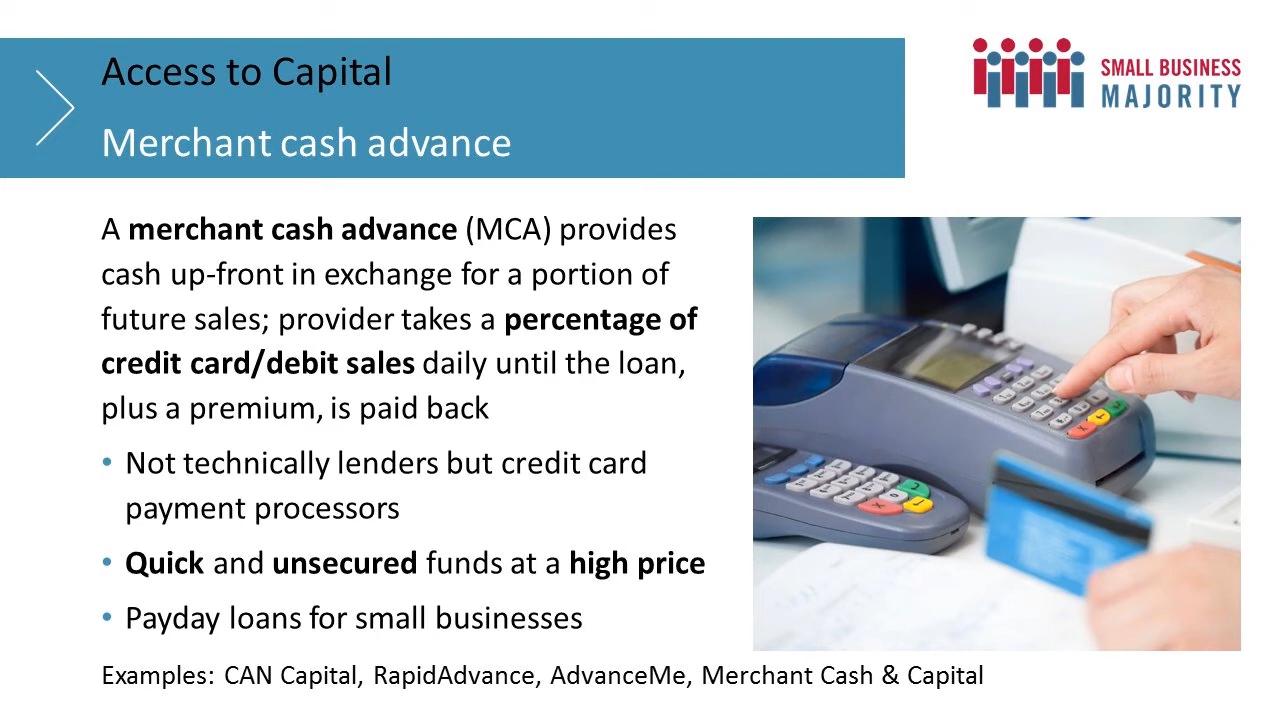 Access to Capital
SMALL BUSINESS
MAJORITY
Merchant cash advance
A merchant cash advance (MCA) provides
cash up-front in exchange for a portion of
future sales; provider takes a percentage of
credit card/debit sales daily until the loan,
plus a premium, is paid back
• Not technically lenders but credit card
payment processors
• Quick and unsecured funds at a high price
• Payday loans for small businesses
Examples: CAN Capital, RapidAdvance, AdvanceMe, Merchant Cash & Capital